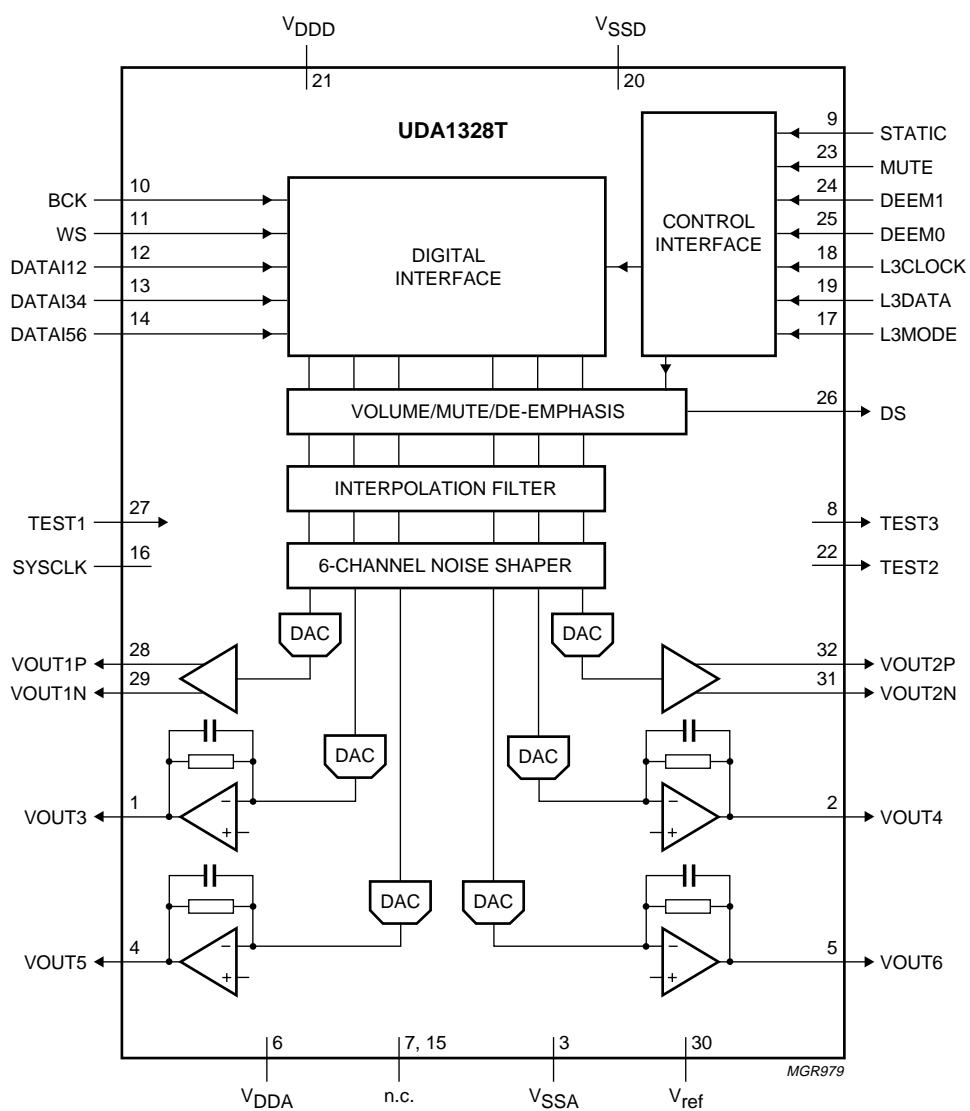 VDDD
VSSD
21
20
UDA1328T
9
STATIC
23
MUTE
10
24
BCK
DEEM1
11
25
WS
DEEM0
CONTROL
INTERFACE
DIGITAL
INTERFACE
12
18
DATAI12
L3CLOCK
13
19
DATAI34
L3DATA
14
17
DATAI56
L3MODE
VOLUME/MUTE/DE-EMPHASIS
26
DS
INTERPOLATION FILTER
27
8
TEST1
TEST3
16
22
SYSCLK
TEST2
6-CHANNEL NOISE SHAPER
DAC
DAC
28
32
VOUT1P
VOUT2P
29
31
VOUT1N
VOUT2N
DAC
DAC
1
−
−
2
VOUT3
VOUT4
+
+
DAC
DAC
4
−
−
5
VOUT5
VOUT6
+
+
6
7, 15
3
30
MGR979
VDDA
n.c.
VSSA
Vref